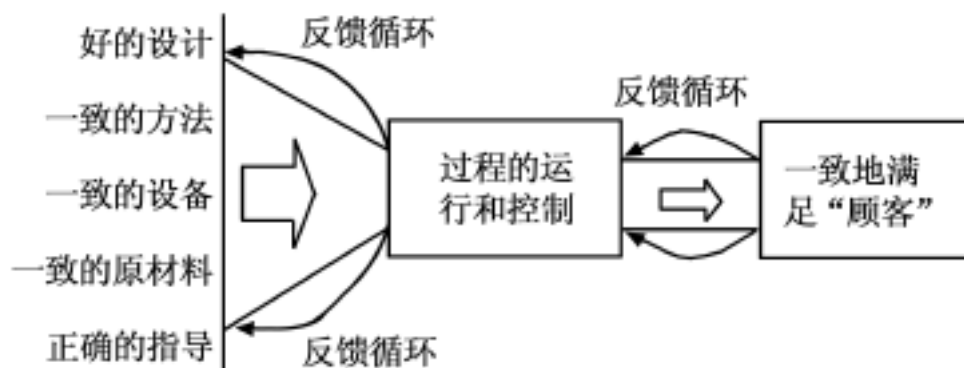 好的设计
一致的方法
一致的设备
一致的原材料
正确的指导
反馈循环
反馈循环
过程的运
行和控制
反馈循环
一致地满
足“顾客”